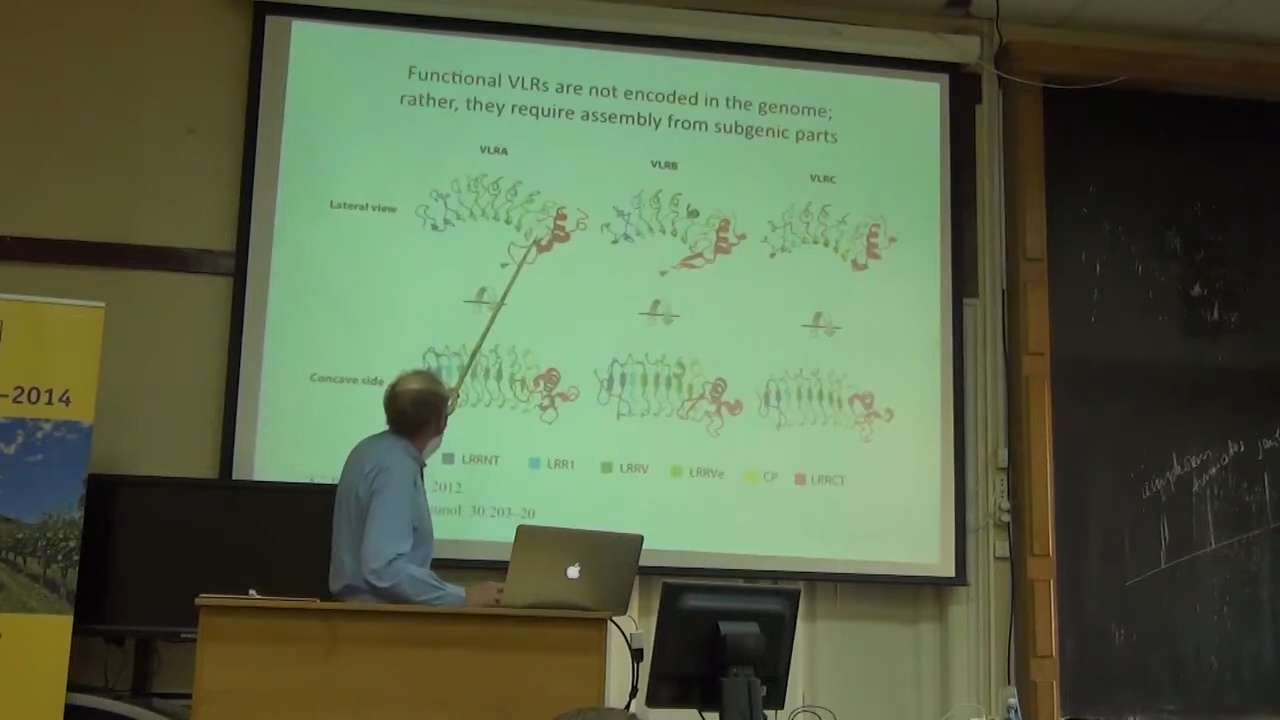 Functional VLRs are not encoded in the genome;
rather, they require assembly from subgenic parts
VLRA
VLRB
VLRC
Lateral view
Concave side
LRRNT
LRR1
LRRV
LRRVe
CP
LRRCT
2012
30:203–20
-2014